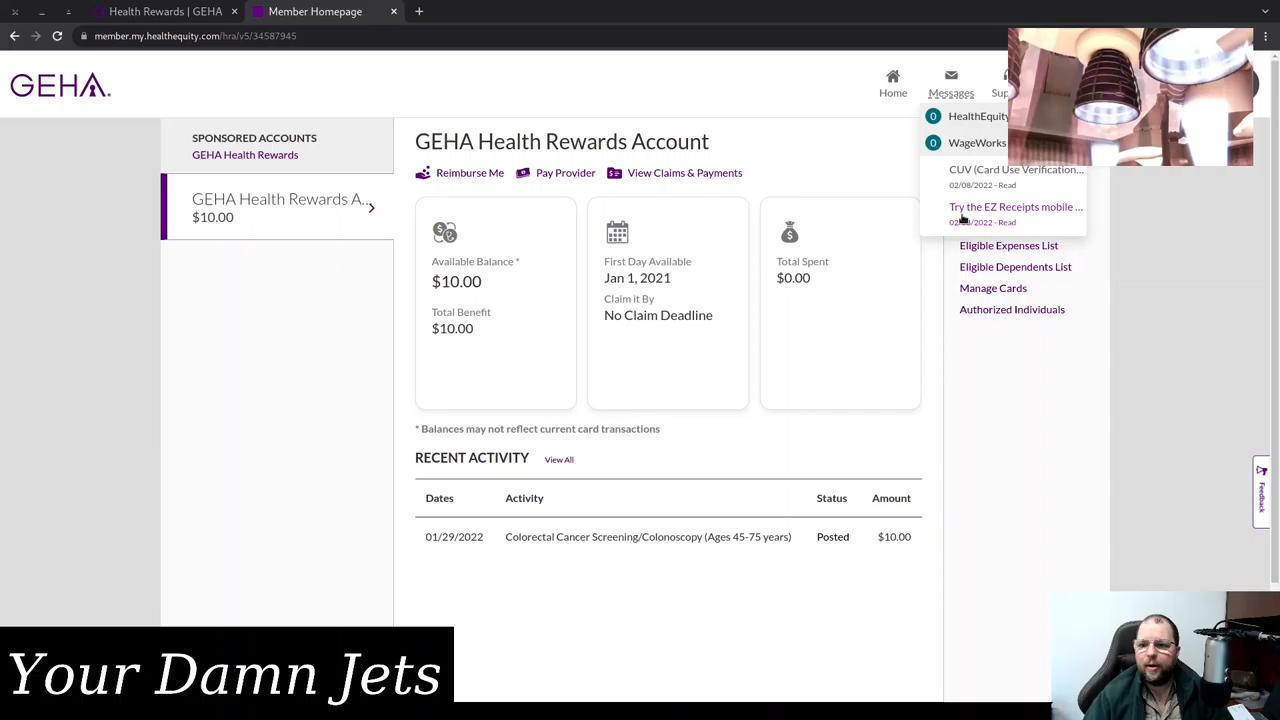 Health Rewards | GEHA
Member Homepage
member.my.healthequity.com/hra/v5/34587945
GEHA
Home
Messages
HealthEquity
0
WageWorks
0
CUV (Card Use Verification...
02/08/2022 - Read
Try the EZ Receipts mobile ...
Eligible Expenses List
Eligible Dependents List
Manage Cards
Authorized Individuals
SPONSORED ACCOUNTS
GEHA Health Rewards
GEHA Health Rewards A...
$10.00
GEHA Health Rewards Account
Reimburse Me
Pay Provider
View Claims & Payments
Available Balance *
$10.00
Total Benefit
$10.00
First Day Available
Jan 1, 2021
Claim it By
No Claim Deadline
Total Spent
$0.00
* Balances may not reflect current card transactions
RECENT ACTIVITY View All
Dates Activity Status Amount
01/29/2022 Colorectal Cancer Screening/Colonoscopy (Ages 45-75 years) Posted $10.00
Feedback
Your Damn Jets